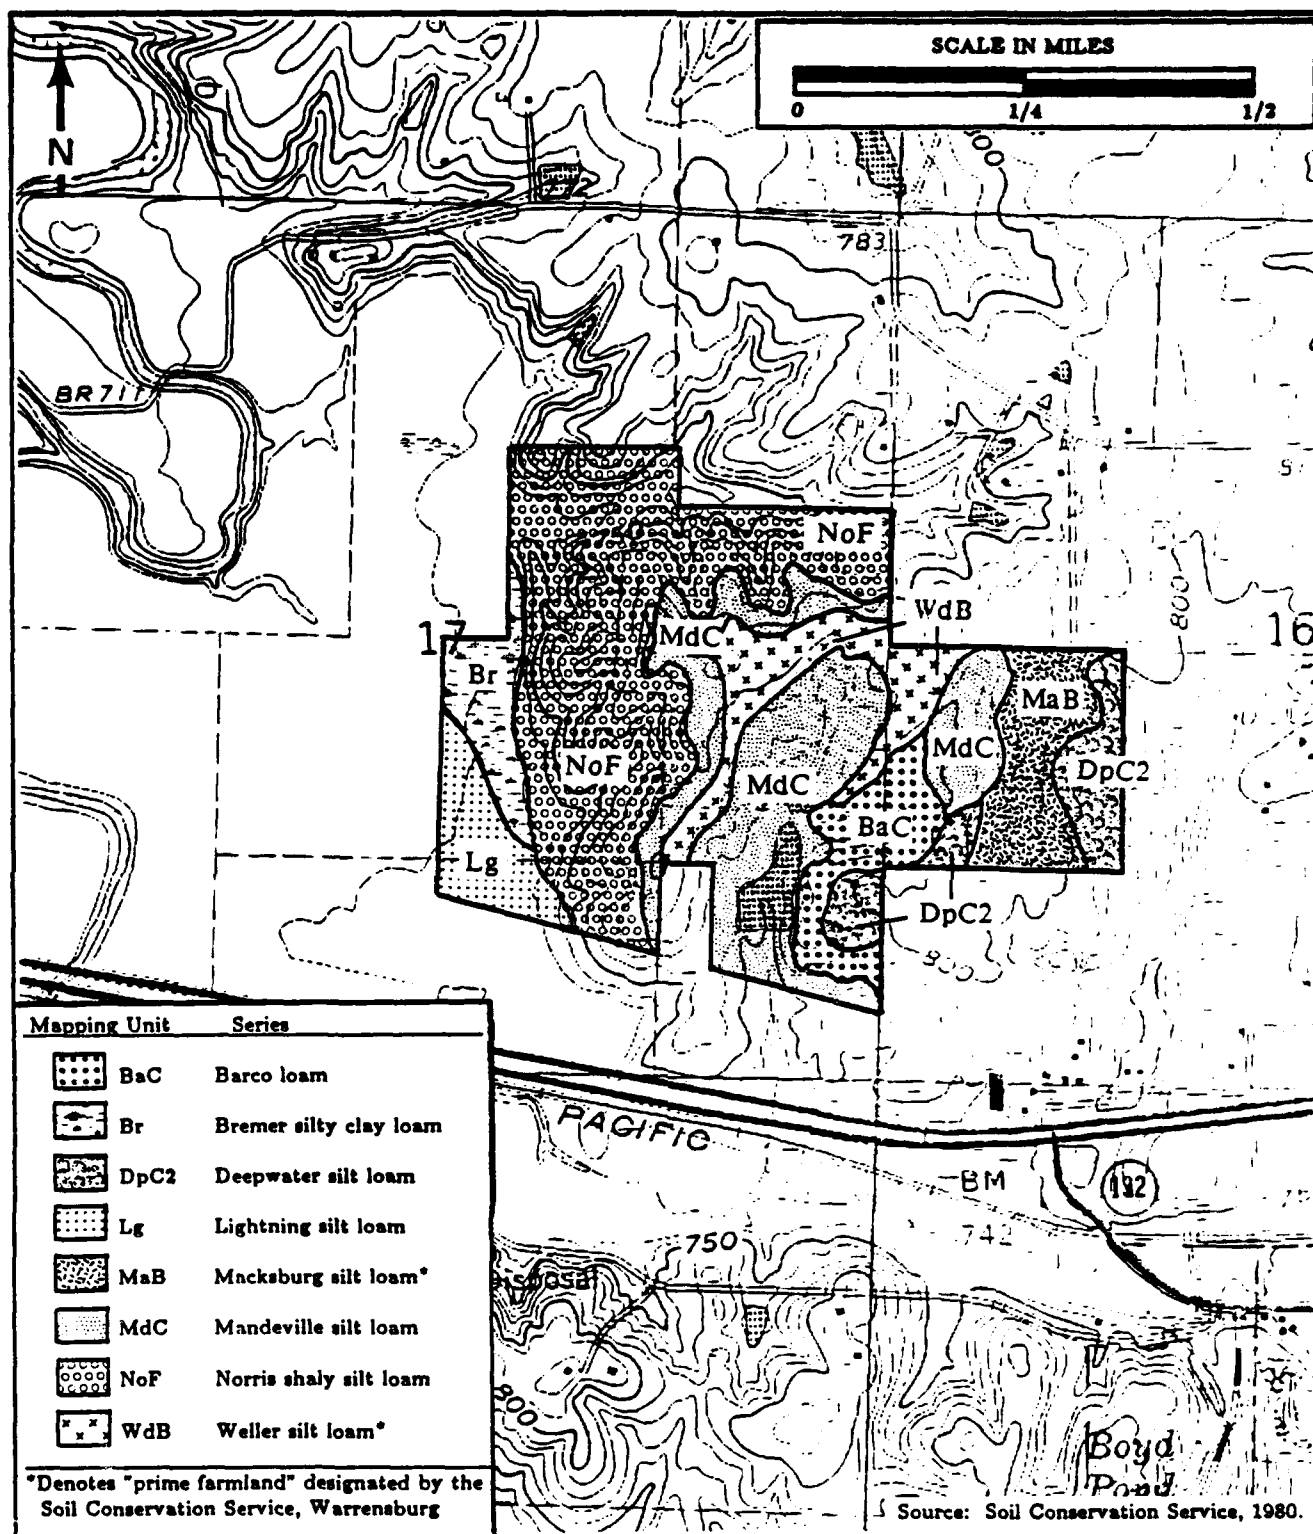 SCALE IN MILES
0 1/4 1/2
N
783
BR 711
800
NoF
17
MdC
WdB
16
Br
MaB
NoF
MdC
MdC
DpC2
BaC
Lg
DpC2
800
Mapping Unit Series
BaC Barco loam
Br Bremer silty clay loam
DpC2 Deepwater silt loam
Lg Lightning silt loam
MaB Macksburg silt loam*
MdC Mandeville silt loam
NoF Norris shaly silt loam
WdB Weller silt loam*
*Denotes "prime farmland" designated by the
Soil Conservation Service, Warrensburg
PACIFIC
BM
742
132
750
800
Boyd
Pond
Source: Soil Conservation Service, 1980.